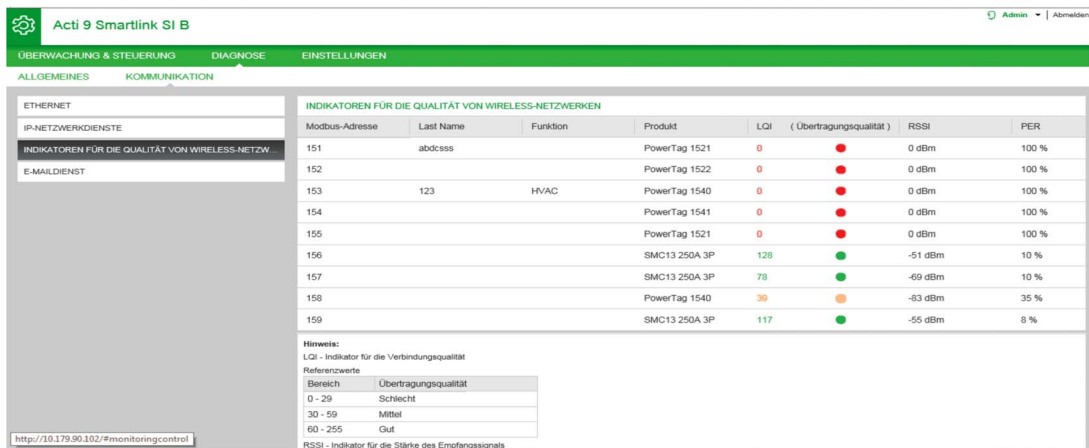 Acti 9 Smartlink SI B
Admin | Abmelden
ÜBERWACHUNG & STEUERUNG DIAGNOSE EINSTELLUNGEN
ALLGEMEINES KOMMUNIKATION
ETHERNET
IP-NETZWERKDIENSTE
INDIKATOREN FÜR DIE QUALITÄT VON WIRELESS-NETZW...
E-MAILDIENST
INDIKATOREN FÜR DIE QUALITÄT VON WIRELESS-NETZWERKEN
Modbus-Adresse Last Name Funktion Produkt LQI ( Übertragungsqualität ) RSSI PER
151 abdcsss PowerTag 1521 0 0 dBm 100 %
152 PowerTag 1522 0 0 dBm 100 %
153 123 HVAC PowerTag 1540 0 0 dBm 100 %
154 PowerTag 1541 0 0 dBm 100 %
155 PowerTag 1521 0 0 dBm 100 %
156 SMC13 250A 3P 128 -51 dBm 10 %
157 SMC13 250A 3P 78 -69 dBm 10 %
158 PowerTag 1540 39 -83 dBm 35 %
159 SMC13 250A 3P 117 -55 dBm 8 %
Hinweis:
LQI - Indikator für die Verbindungsqualität
Referenzwerte
Bereich Übertragungsqualität
0 - 29 Schlecht
30 - 59 Mittel
60 - 255 Gut
RSSI - Indikator für die Stärke des Empfangssignals
http://10.179.90.102/#monitoringcontrol